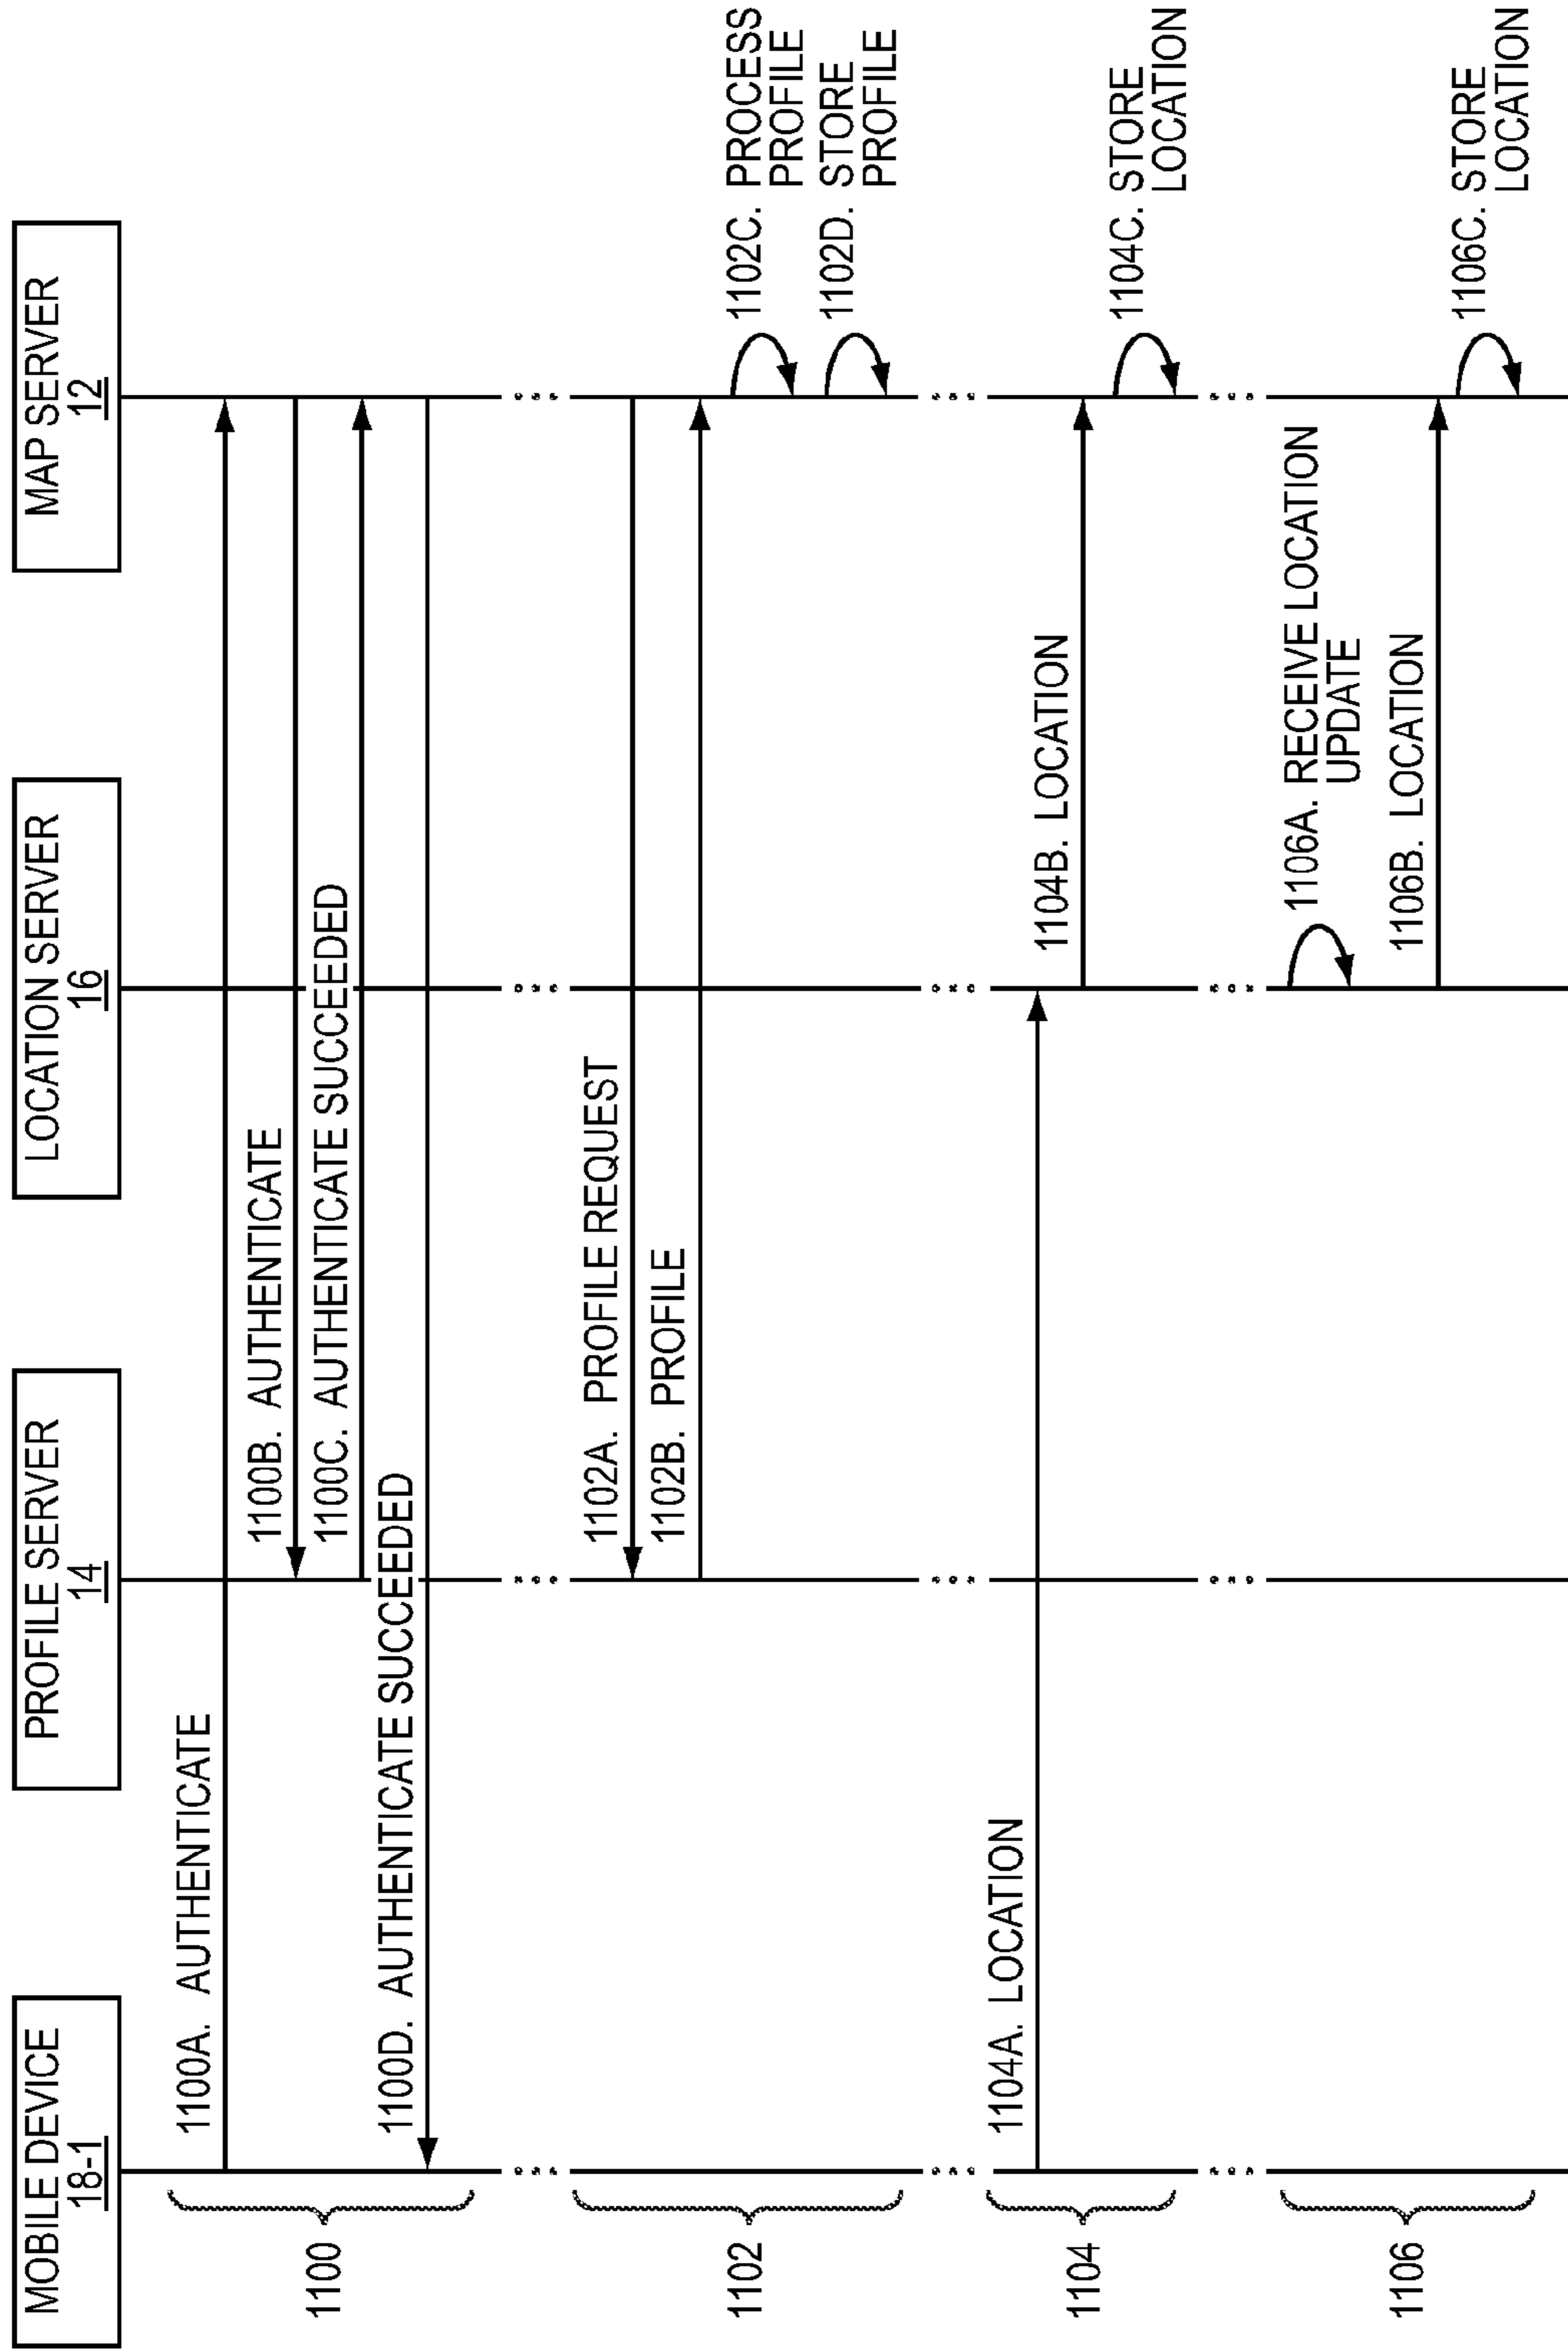 MOBILE DEVICE
18-1
PROFILE SERVER
14
LOCATION SERVER
16
MAP SERVER
12
1100
1100A. AUTHENTICATE
1100B. AUTHENTICATE
1100C. AUTHENTICATE SUCCEEDED
1100D. AUTHENTICATE SUCCEEDED
1102
1102A. PROFILE REQUEST
1102B. PROFILE
1102C. PROCESS
PROFILE
1102D. STORE
PROFILE
1104
1104A. LOCATION
1104B. LOCATION
1104C. STORE
LOCATION
1106
1106A. RECEIVE LOCATION
UPDATE
1106B. LOCATION
1106C. STORE
LOCATION